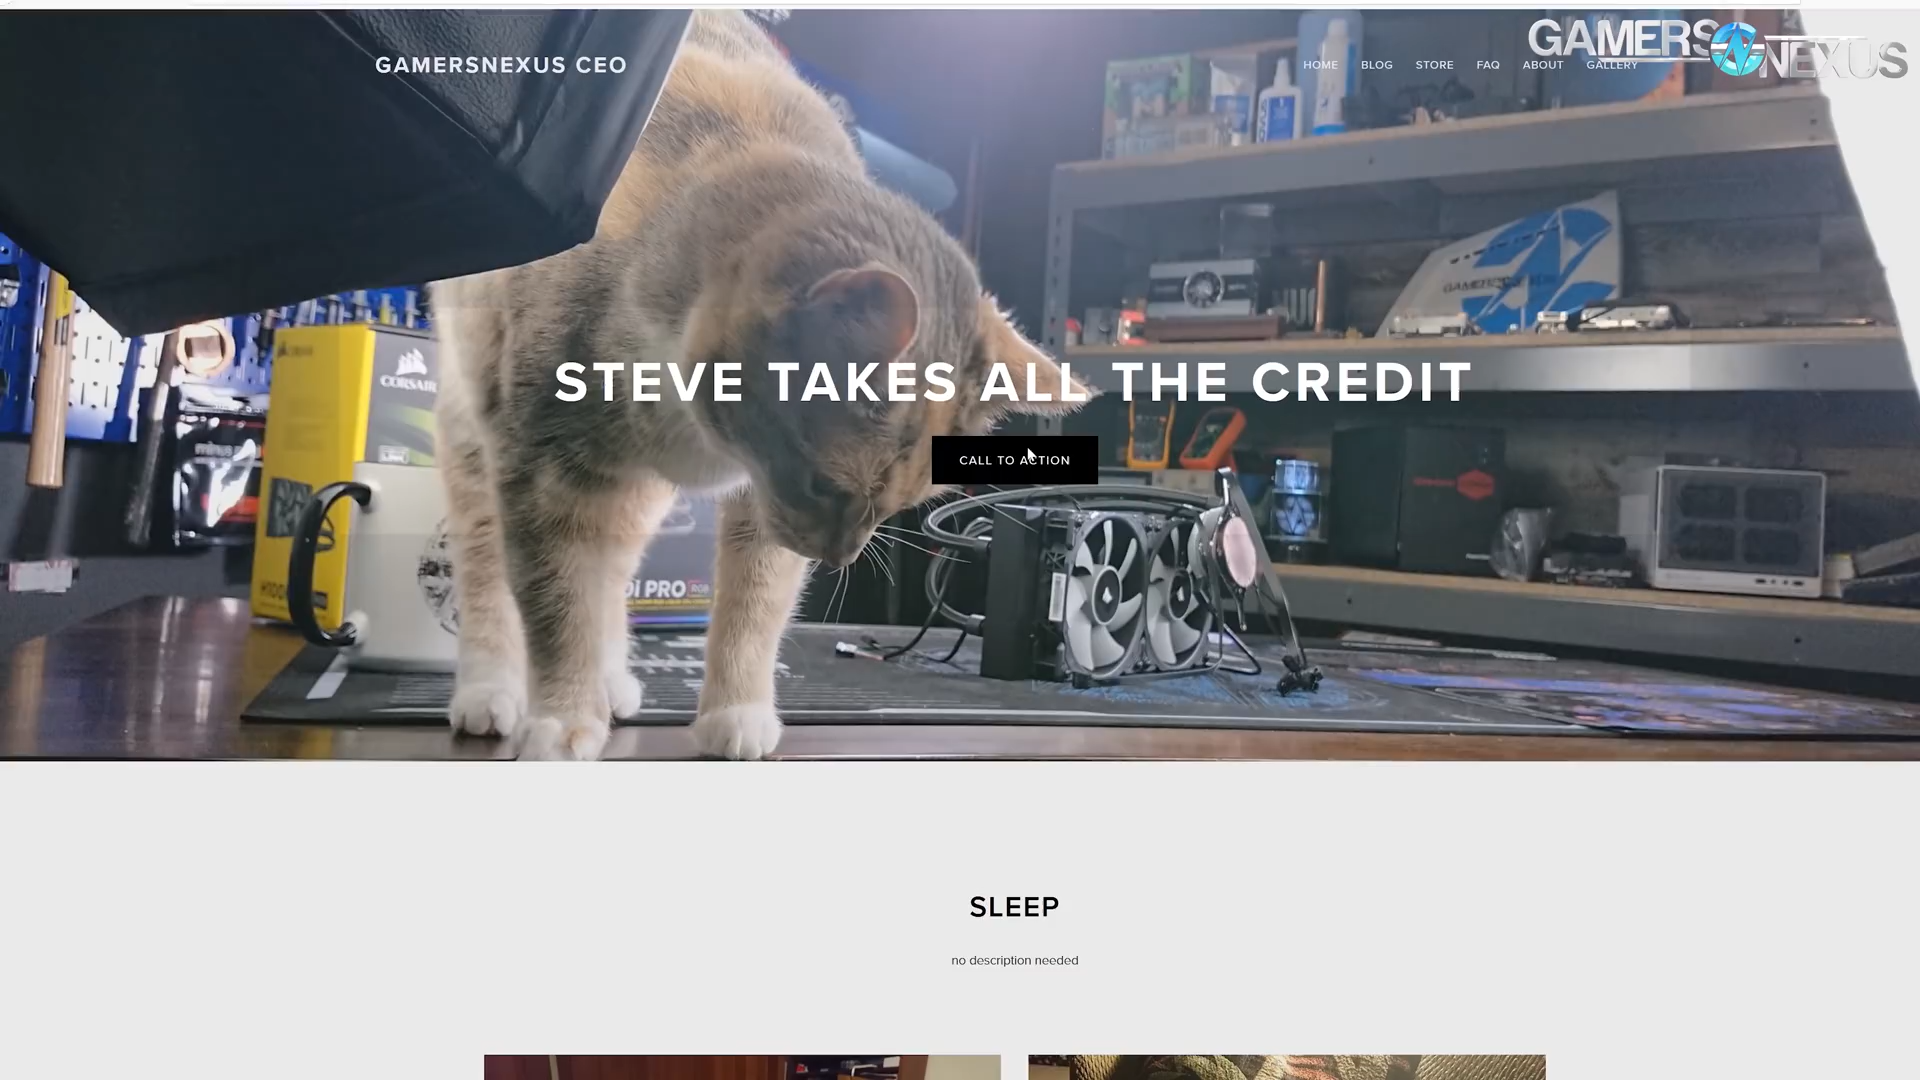 GAMERS NEXUS
GAMERSNEXUS CEO
HOME BLOG STORE FAQ ABOUT GALLERY
CORSAIR
STEVE TAKES ALL THE CREDIT
CALL TO ACTION
PRO RGB
SLEEP
no description needed